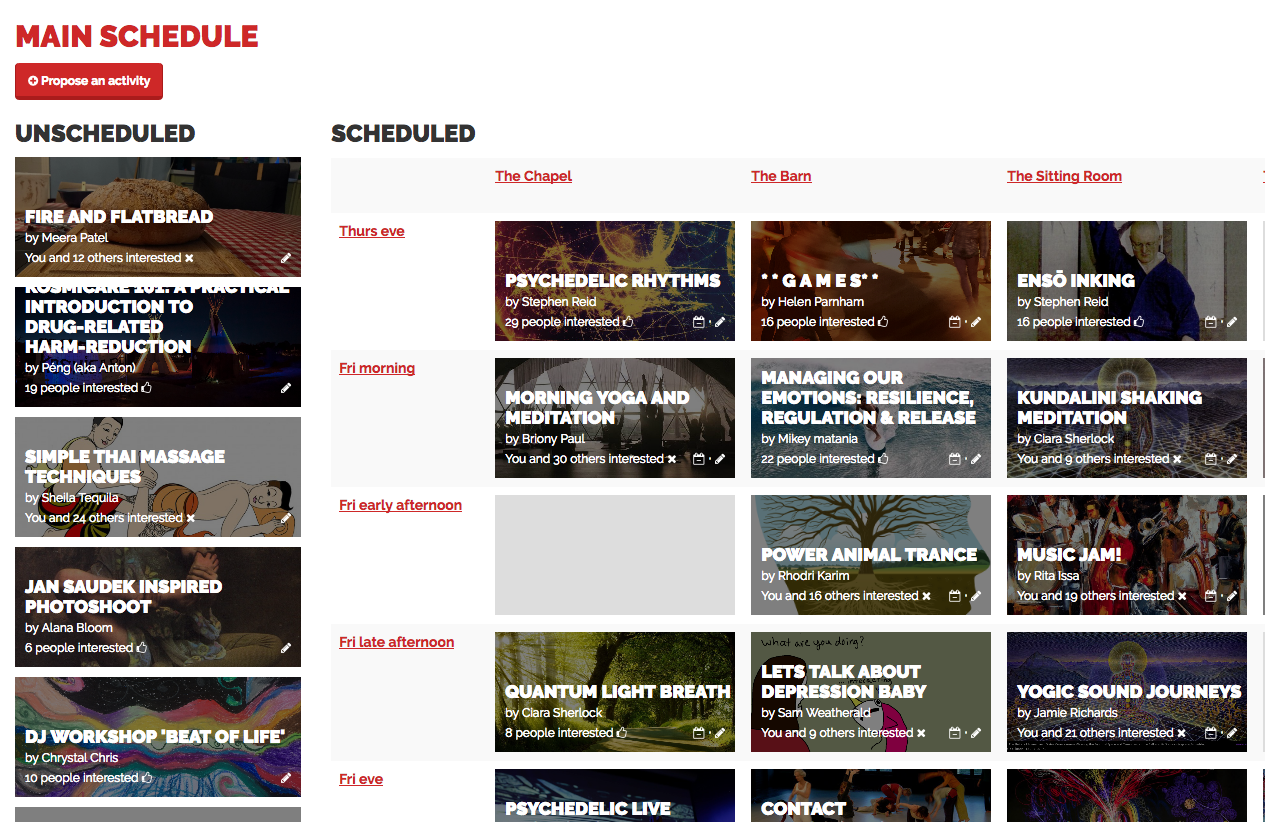 MAIN SCHEDULE
Propose an activity
UNSCHEDULED
FIRE AND FLATBREAD
by Meera Patel
You and 12 others interested
KOSMICARE 101: A PRACTICAL
INTRODUCTION TO
DRUG-RELATED
HARM-REDUCTION
by Péng (aka Anton)
19 people interested
SIMPLE THAI MASSAGE
TECHNIQUES
by Sheila Tequila
You and 24 others interested
JAN SAUDEK INSPIRED
PHOTOSHOOT
by Alana Bloom
6 people interested
DJ WORKSHOP 'BEAT OF LIFE'
by Chrystal Chris
10 people interested
SCHEDULED
The Chapel
The Barn
The Sitting Room
Thurs eve
PSYCHEDELIC RHYTHMS
by Stephen Reid
29 people interested
* * G A M E S * *
by Helen Parnham
16 people interested
ENSŌ INKING
by Stephen Reid
16 people interested
Fri morning
MORNING YOGA AND
MEDITATION
by Briony Paul
You and 30 others interested
MANAGING OUR
EMOTIONS: RESILIENCE,
REGULATION & RELEASE
by Mikey matania
22 people interested
KUNDALINI SHAKING
MEDITATION
by Ciara Sherlock
You and 9 others interested
Fri early afternoon
POWER ANIMAL TRANCE
by Rhodri Karim
You and 16 others interested
MUSIC JAM!
by Rita Issa
You and 19 others interested
Fri late afternoon
QUANTUM LIGHT BREATH
by Ciara Sherlock
8 people interested
what are you doing?
LETS TALK ABOUT
DEPRESSION BABY
by Sam Weatherald
You and 9 others interested
YOGIC SOUND JOURNEYS
by Jamie Richards
You and 21 others interested
Fri eve
PSYCHEDELIC LIVE
CONTACT